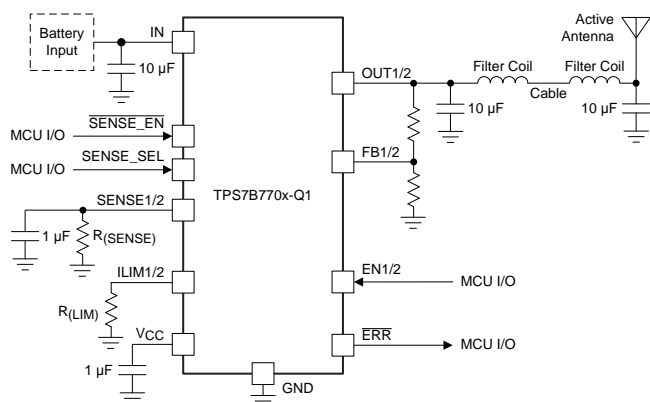 Battery
Input
IN
10 µF
MCU I/O
SENSE_EN
MCU I/O
SENSE_SEL
SENSE1/2
1 µF
R(SENSE)
ILIM1/2
R(LIM)
VCC
1 µF
TPS7B770x-Q1
GND
OUT1/2
10 µF
Filter Coil
Cable
Filter Coil
Active
Antenna
10 µF
FB1/2
EN1/2
MCU I/O
ERR
MCU I/O